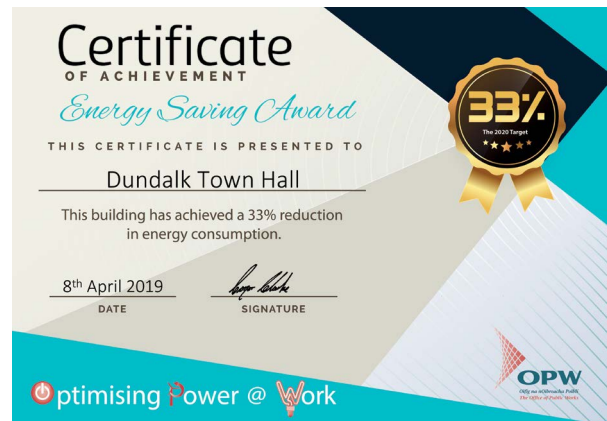 Certificate
OF ACHIEVEMENT
Energy Saving Award
THIS CERTIFICATE IS PRESENTED TO
Dundalk Town Hall
This building has achieved a 33% reduction
in energy consumption.
8th April 2019
DATE
SIGNATURE
33%
The 2020 Target
OPW
Oifig na nOibreacha Poiblí
The Office of Public Works
Optimising Power @ Work